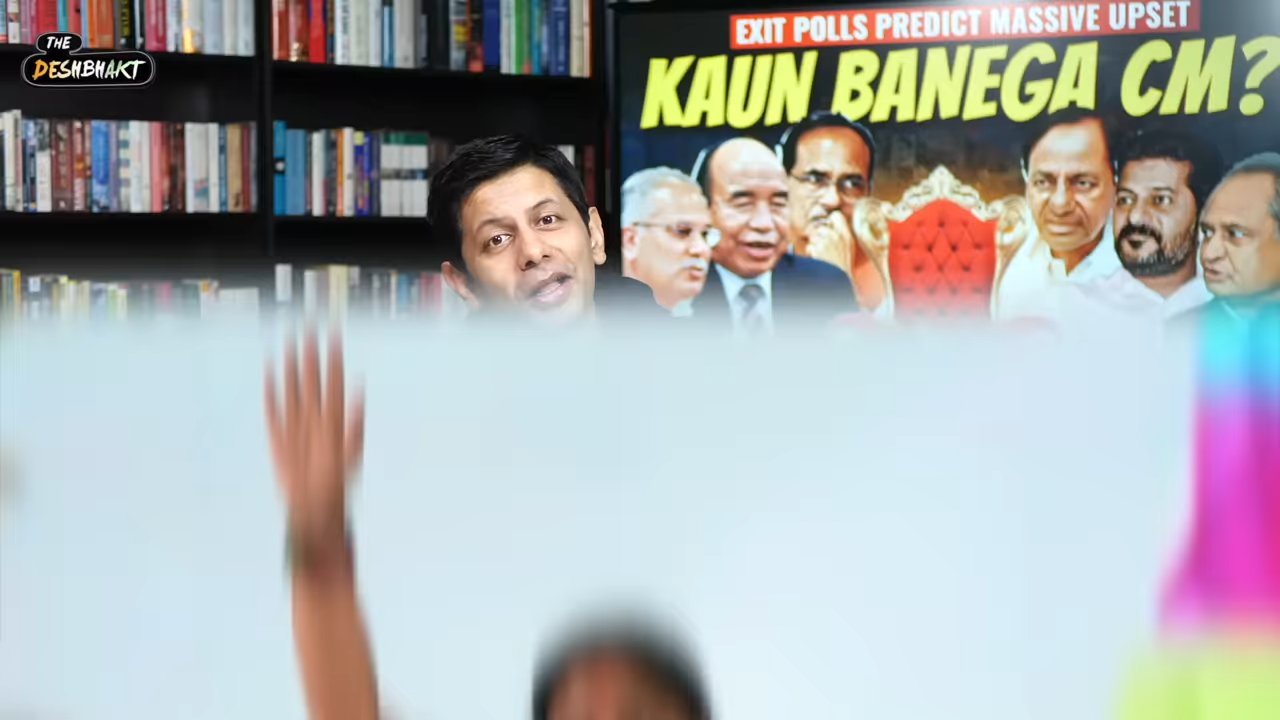 THE
DESHBHAKT
EXIT POLLS PREDICT MASSIVE UPSET
KAUN BANEGA CM?